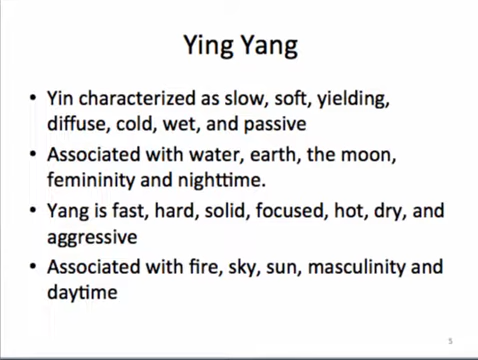 Ying Yang
• Yin characterized as slow, soft, yielding,
diffuse, cold, wet, and passive
• Associated with water, earth, the moon,
femininity and nighttime.
• Yang is fast, hard, solid, focused, hot, dry, and
aggressive
• Associated with fire, sky, sun, masculinity and
daytime
5